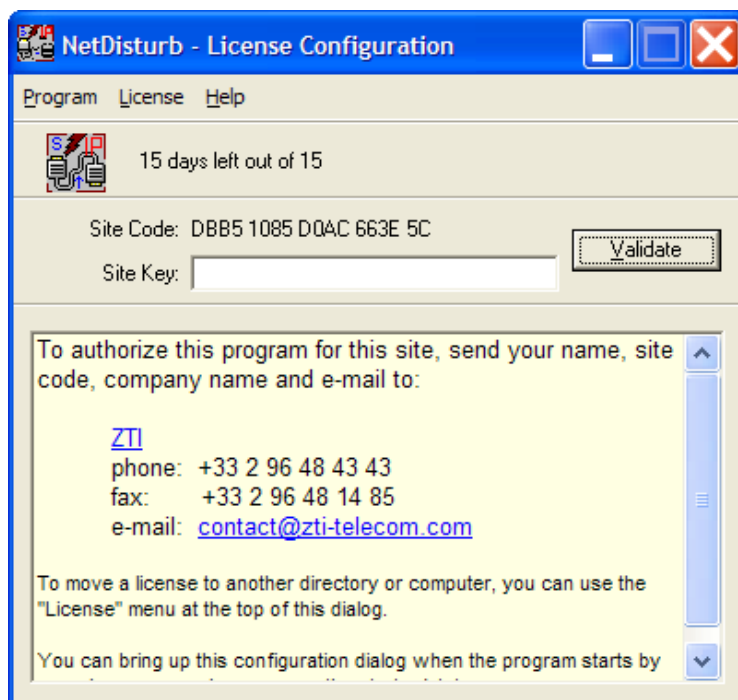 NetDisturb - License Configuration
Program License Help
15 days left out of 15
Site Code: DBB5 1085 D0AC 663E 5C
Validate
Site Key:
To authorize this program for this site, send your name, site
code, company name and e-mail to:
ZTI
phone: +33 2 96 48 43 43
fax: +33 2 96 48 14 85
e-mail: contact@zti-telecom.com
To move a license to another directory or computer, you can use the
"License" menu at the top of this dialog.
You can bring up this configuration dialog when the program starts by